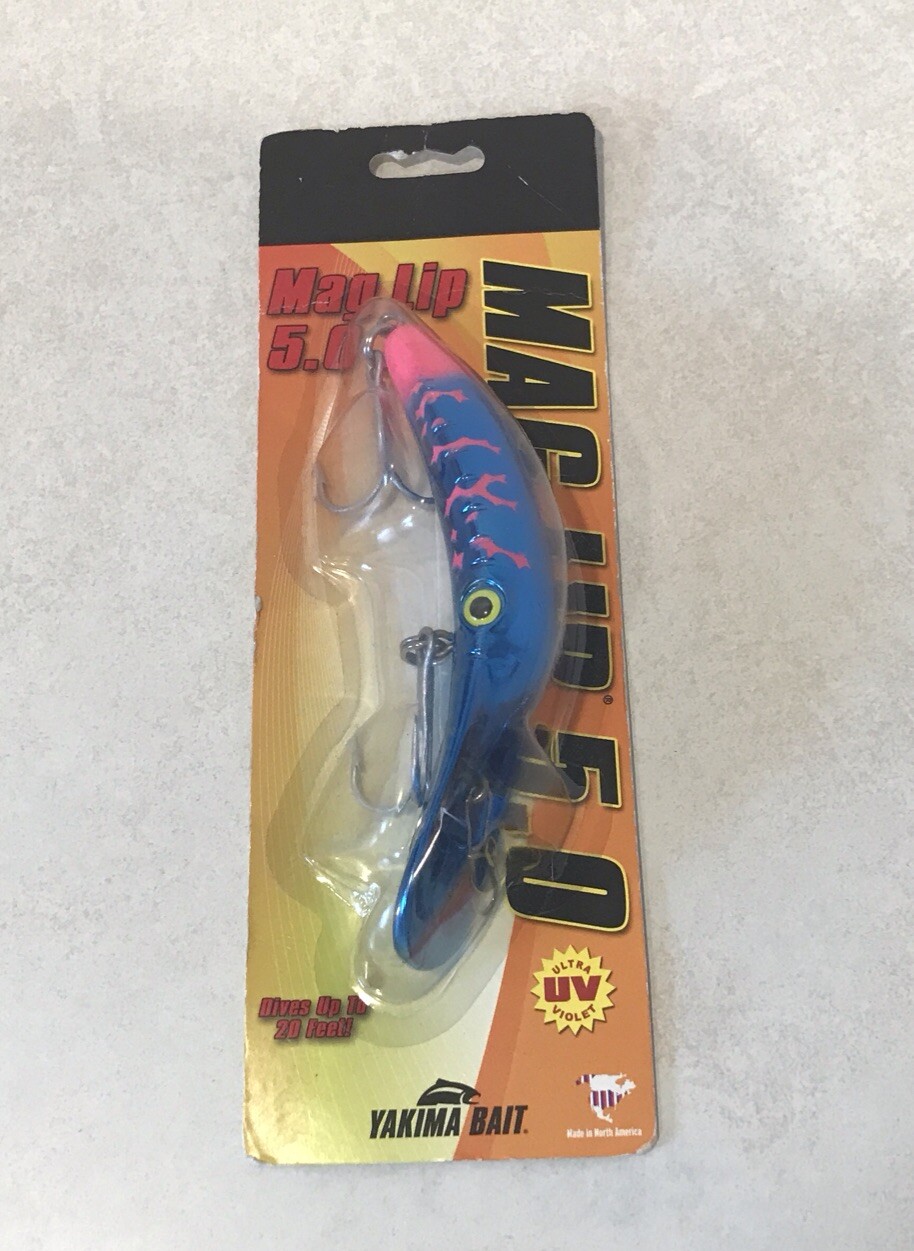 Mag Lip
5.0
MAG LIP® 5.0
ULTRA
UV
VIOLET
Dives Up To
20 Feet!
YAKIMA BAIT.
Made in North America